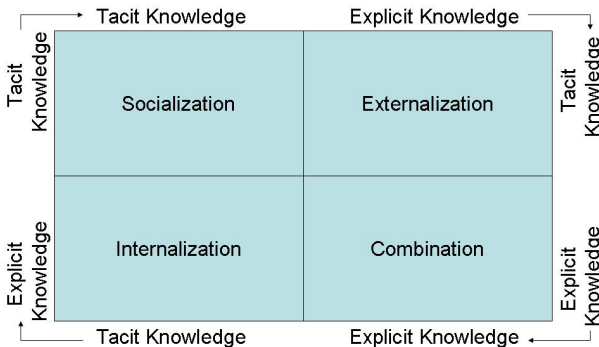 Tacit Knowledge
Explicit Knowledge
Tacit
Knowledge
Socialization
Externalization
Tacit
Knowledge
Explicit
Knowledge
Internalization
Combination
Explicit
Knowledge
Tacit Knowledge
Explicit Knowledge